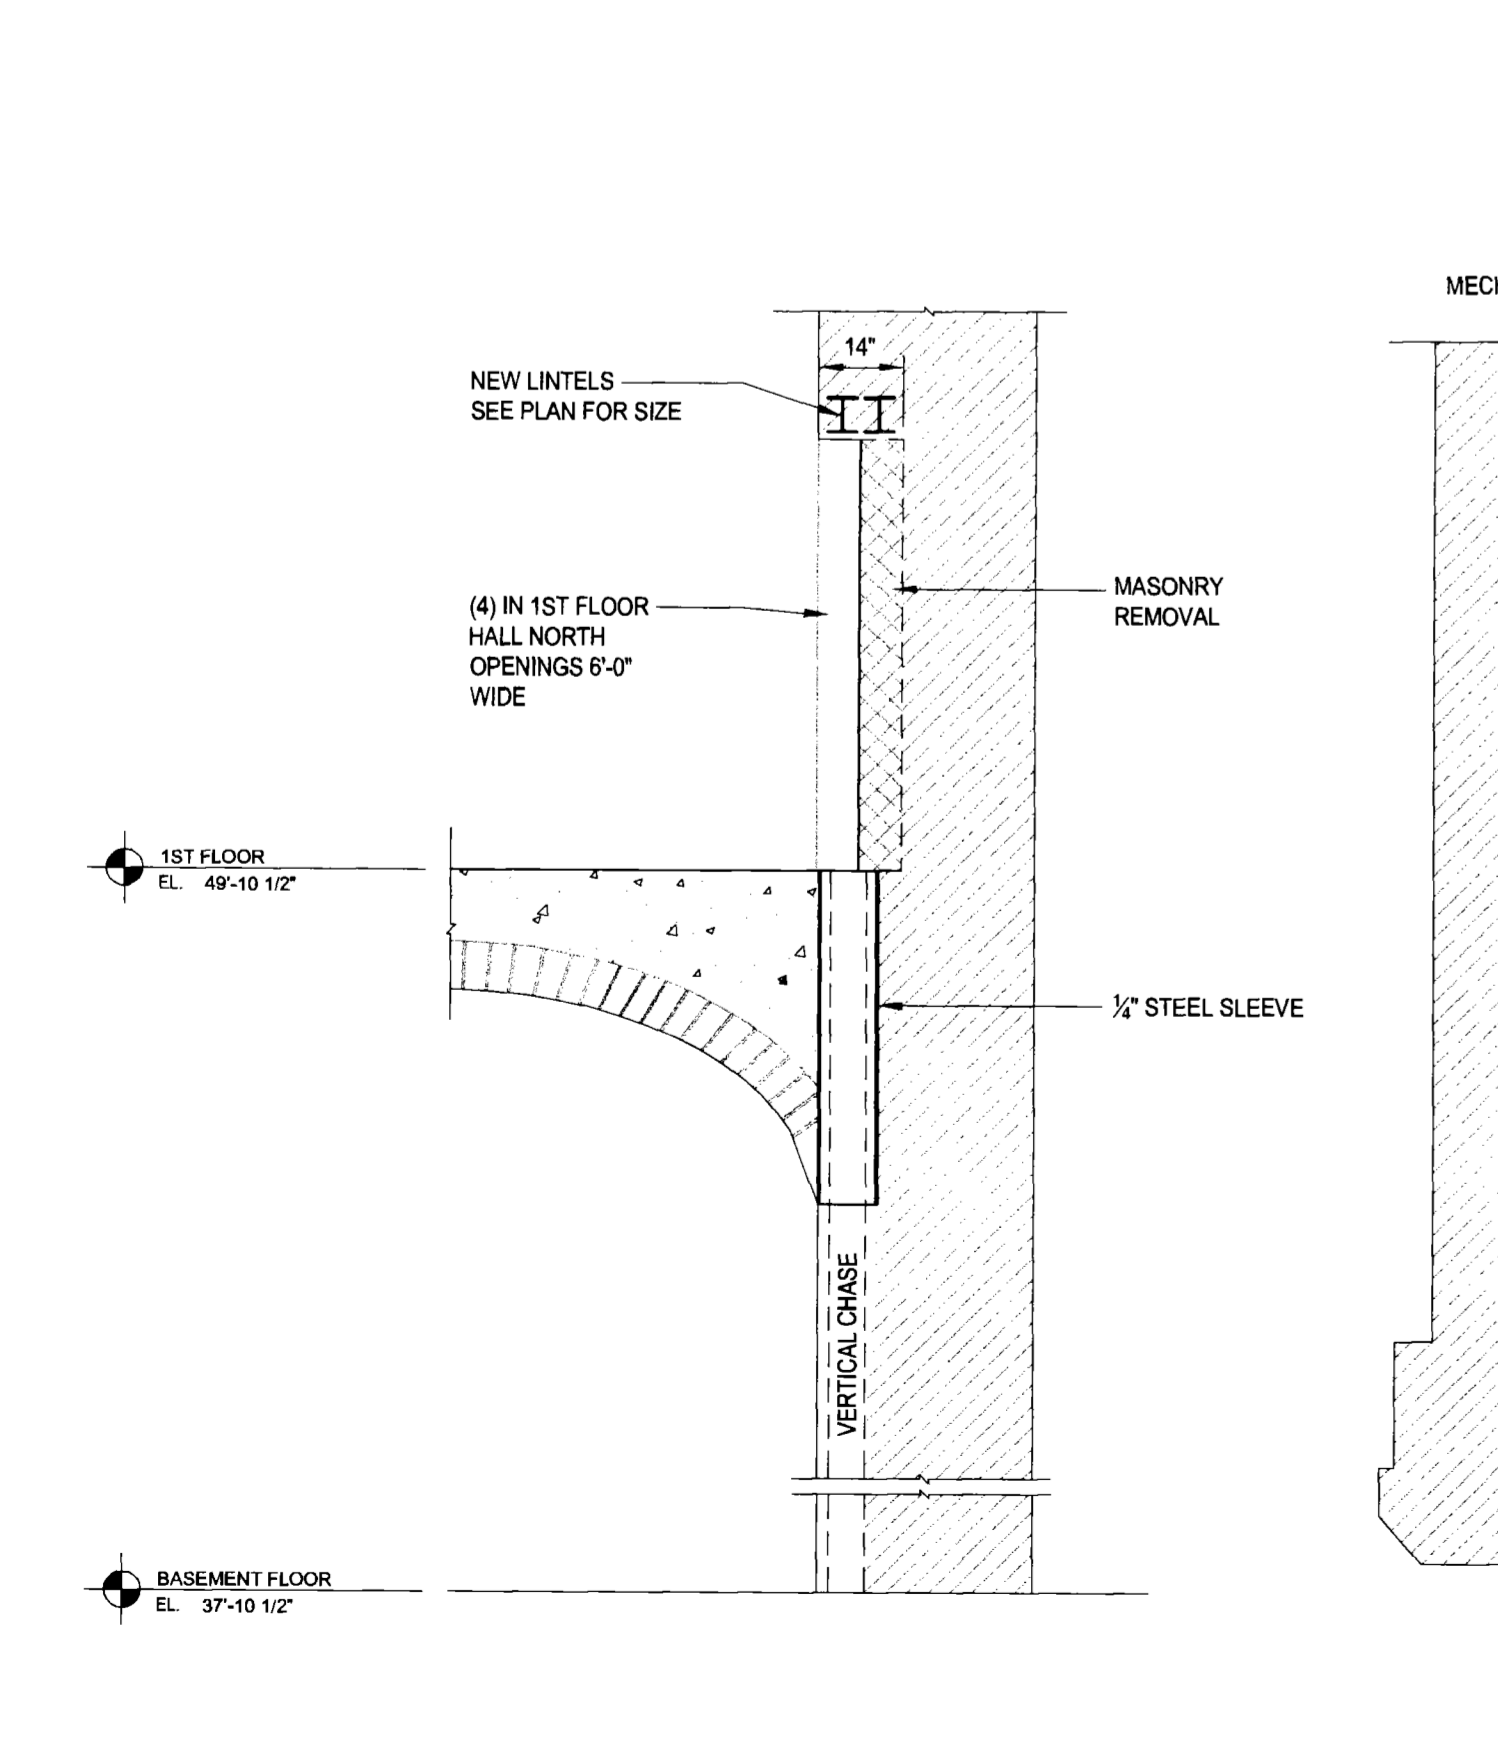 MECH
14"
NEW LINTELS
SEE PLAN FOR SIZE
(4) IN 1ST FLOOR
HALL NORTH
OPENINGS 6'-0"
WIDE
MASONRY
REMOVAL
1ST FLOOR
EL. 49'-10 1/2"
¼" STEEL SLEEVE
VERTICAL CHASE
BASEMENT FLOOR
EL. 37'-10 1/2"